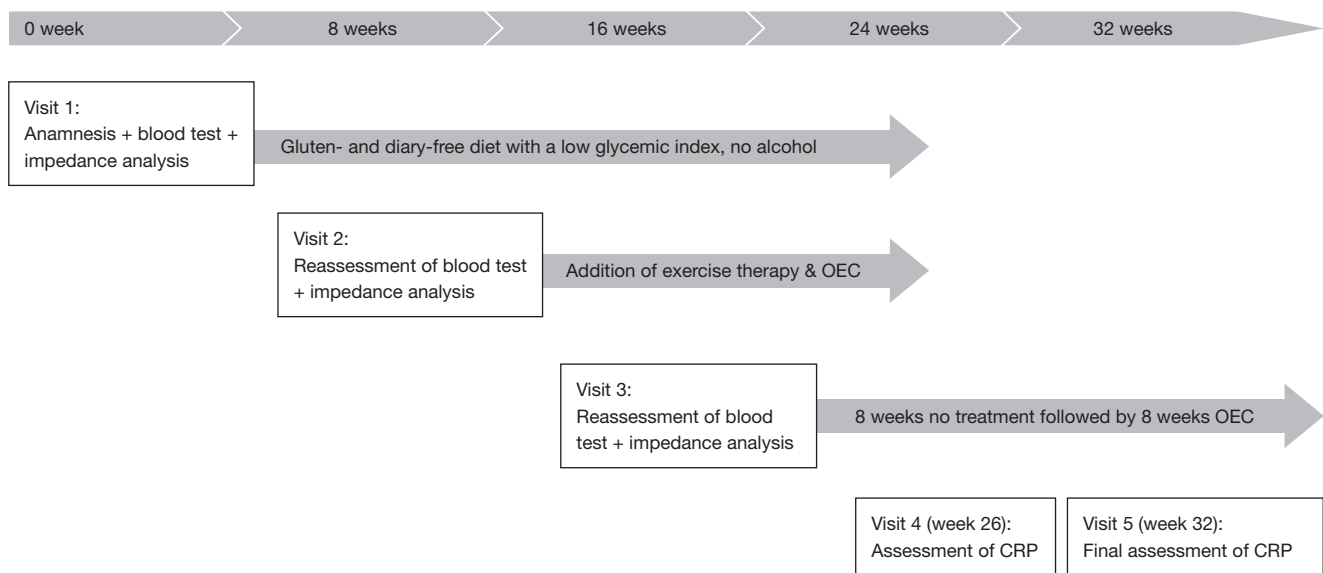 0 week
8 weeks
16 weeks
24 weeks
32 weeks
Visit 1:
Anamnesis + blood test +
impedance analysis
Gluten- and diary-free diet with a low glycemic index, no alcohol
Visit 2:
Reassessment of blood test
+ impedance analysis
Addition of exercise therapy & OEC
Visit 3:
Reassessment of blood
test + impedance analysis
8 weeks no treatment followed by 8 weeks OEC
Visit 4 (week 26):
Assessment of CRP
Visit 5 (week 32):
Final assessment of CRP